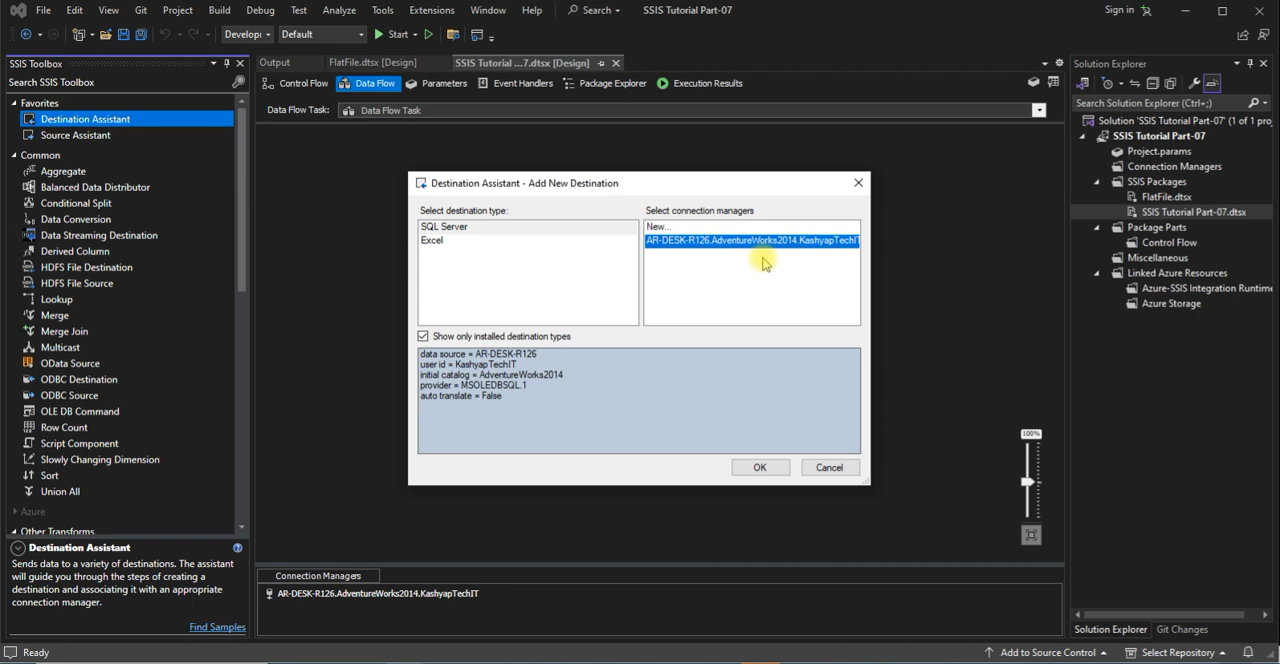 File Edit View Git Project Build Debug Test Analyze Tools Extensions Window Help Search SSIS Tutorial Part-07 Sign in
Develop Default Start
SSIS Toolbox
Search SSIS Toolbox
Favorites
Destination Assistant
Source Assistant
Common
Aggregate
Balanced Data Distributor
Conditional Split
Data Conversion
Data Streaming Destination
Derived Column
HDFS File Destination
HDFS File Source
Lookup
Merge
Merge Join
Multicast
OData Source
ODBC Destination
ODBC Source
OLE DB Command
Row Count
Script Component
Slowly Changing Dimension
Sort
Union All
Azure
Other Transforms
Destination Assistant
Sends data to a variety of destinations. The assistant
will guide you through the steps of creating a
destination and associating it with an appropriate
connection manager.
Find Samples
Output FlatFile.dtsx [Design] SSIS Tutorial ...7.dtsx [Design]
Control Flow Data Flow Parameters Event Handlers Package Explorer Execution Results
Data Flow Task: Data Flow Task
Destination Assistant - Add New Destination
Select destination type:
SQL Server
Excel
Select connection managers
New...
AR-DESK-R126.AdventureWorks2014.KashyapTechIT
Show only installed destination types
data source = AR-DESK-R126
user id = KashyapTechIT
initial catalog = AdventureWorks2014
provider = MSOLEDBSQL.1
auto translate = False
OK Cancel
100%
Connection Managers
AR-DESK-R126.AdventureWorks2014.KashyapTechIT
Solution Explorer
Search Solution Explorer (Ctrl+;)
Solution 'SSIS Tutorial Part-07' (1 of 1 proj
SSIS Tutorial Part-07
Project.params
Connection Managers
SSIS Packages
FlatFile.dtsx
SSIS Tutorial Part-07.dtsx
Package Parts
Control Flow
Miscellaneous
Linked Azure Resources
Azure-SSIS Integration Runtime
Azure Storage
Solution Explorer Git Changes
Ready Add to Source Control Select Repository